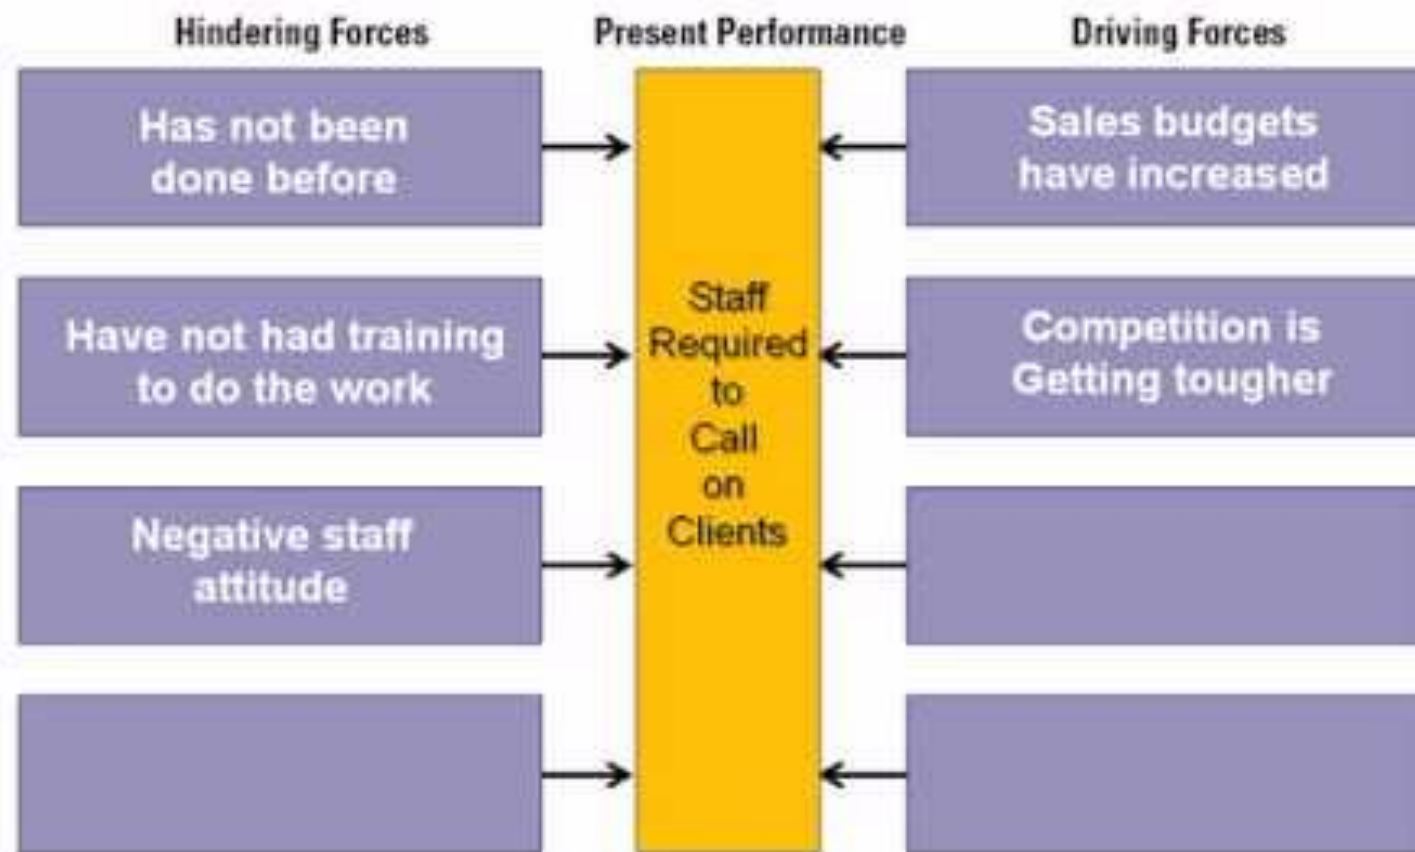 Hindering Forces
Present Performance
Driving Forces
Has not been
done before
Have not had training
to do the work
Negative staff
attitude
Staff
Required
to
Call
on
Clients
Sales budgets
have increased
Competition is
Getting tougher